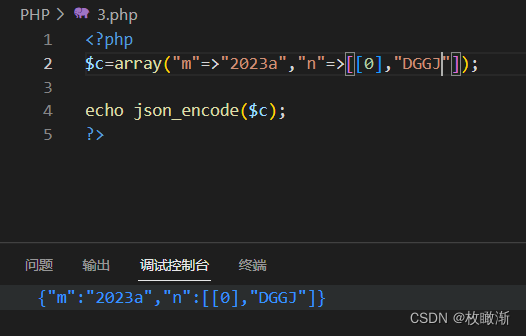 PHP > 3.php
1 <?php
2 $c=array("m"=>"2023a","n"=>[[0],"DGGJ"]);
3
4 echo json_encode($c);
5 ?>
问题 输出 调试控制台 终端
{"m":"2023a","n":[[0],"DGGJ"]}
CSDN @枚瞰渐